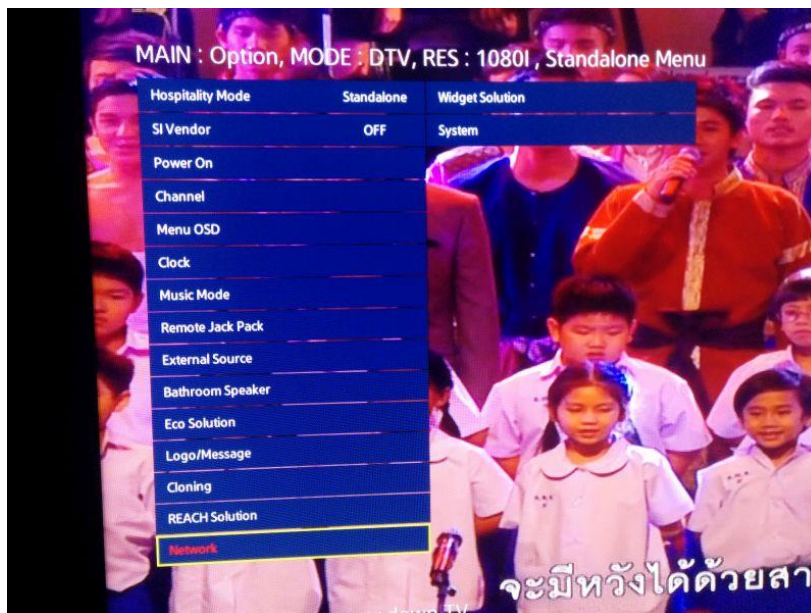 MAIN : Option, MODE : DTV, RES : 1080I , Standalone Menu
Hospitality Mode Standalone
SI Vendor OFF
Power On
Channel
Menu OSD
Clock
Music Mode
Remote Jack Pack
External Source
Bathroom Speaker
Eco Solution
Logo/Message
Cloning
REACH Solution
Network
Widget Solution
System
จะมีหวังได้ด้วยสา
TV